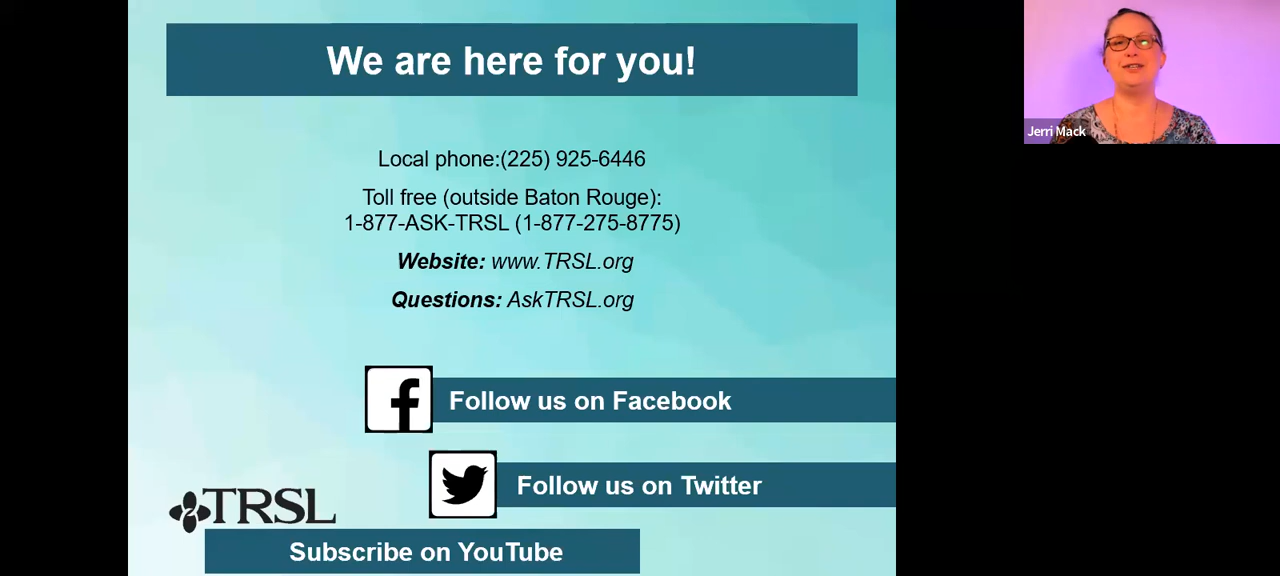 We are here for you!
Jerri Mack
Local phone:(225) 925-6446
Toll free (outside Baton Rouge):
1-877-ASK-TRSL (1-877-275-8775)
Website: www.TRSL.org
Questions: AskTRSL.org
Follow us on Facebook
Follow us on Twitter
TRSL
Subscribe on YouTube